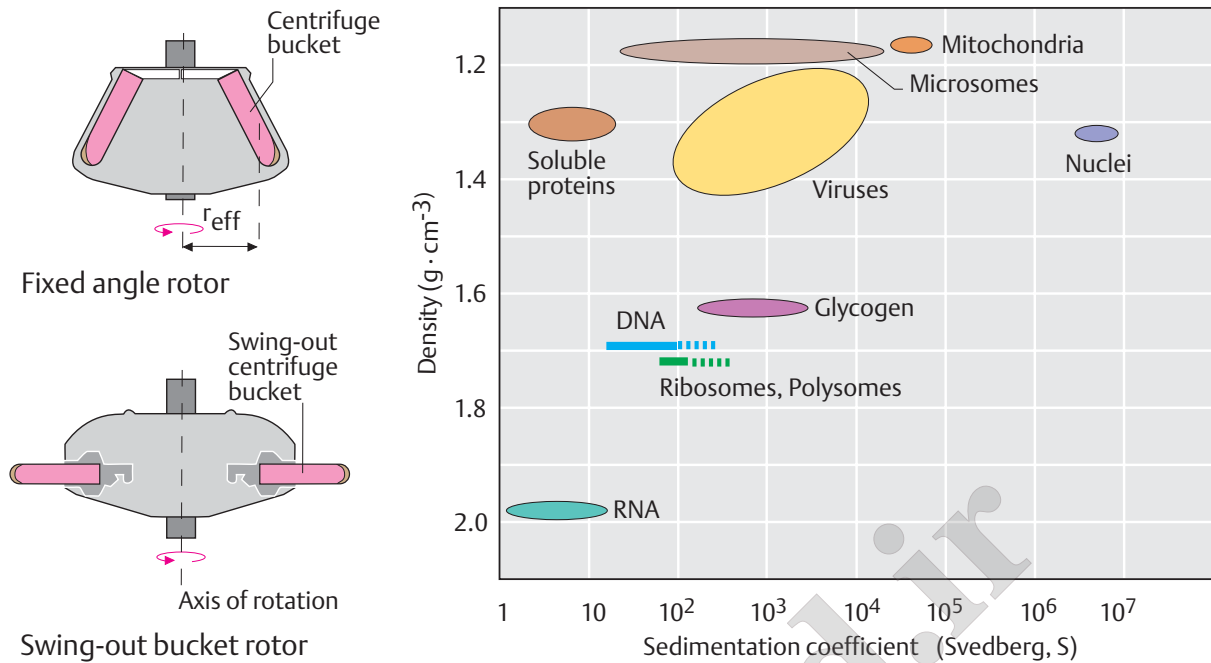 Centrifuge
bucket
r_eff
Fixed angle rotor
Swing-out
centrifuge
bucket
Axis of rotation
Swing-out bucket rotor
Density (g · cm⁻³)
1.2
1.4
1.6
1.8
2.0
Mitochondria
Microsomes
Soluble
proteins
Viruses
Nuclei
Glycogen
DNA
Ribosomes, Polysomes
RNA
1 10 10² 10³ 10⁴ 10⁵ 10⁶ 10⁷
Sedimentation coefficient (Svedberg, S)